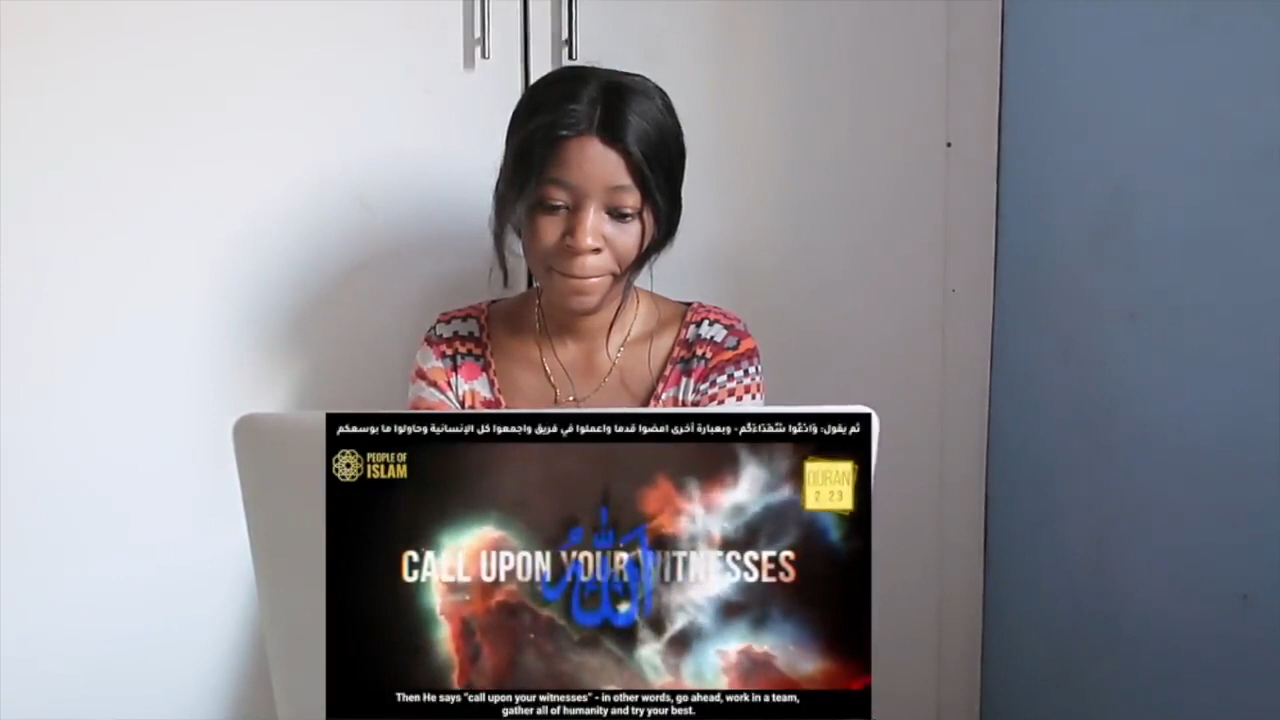 ثم يقول: وَادْعُوا شُهَدَاءَكُم- وبعبارة أخرى امضوا قدما واعملوا في فريق واجمعوا كل الإنسانية وحاولوا ما بوسعكم
PEOPLE OF
ISLAM
QURAN
2 23
CALL UPON YOUR WITNESSES
الله
Then He says "call upon your witnesses" - in other words, go ahead, work in a team,
gather all of humanity and try your best.